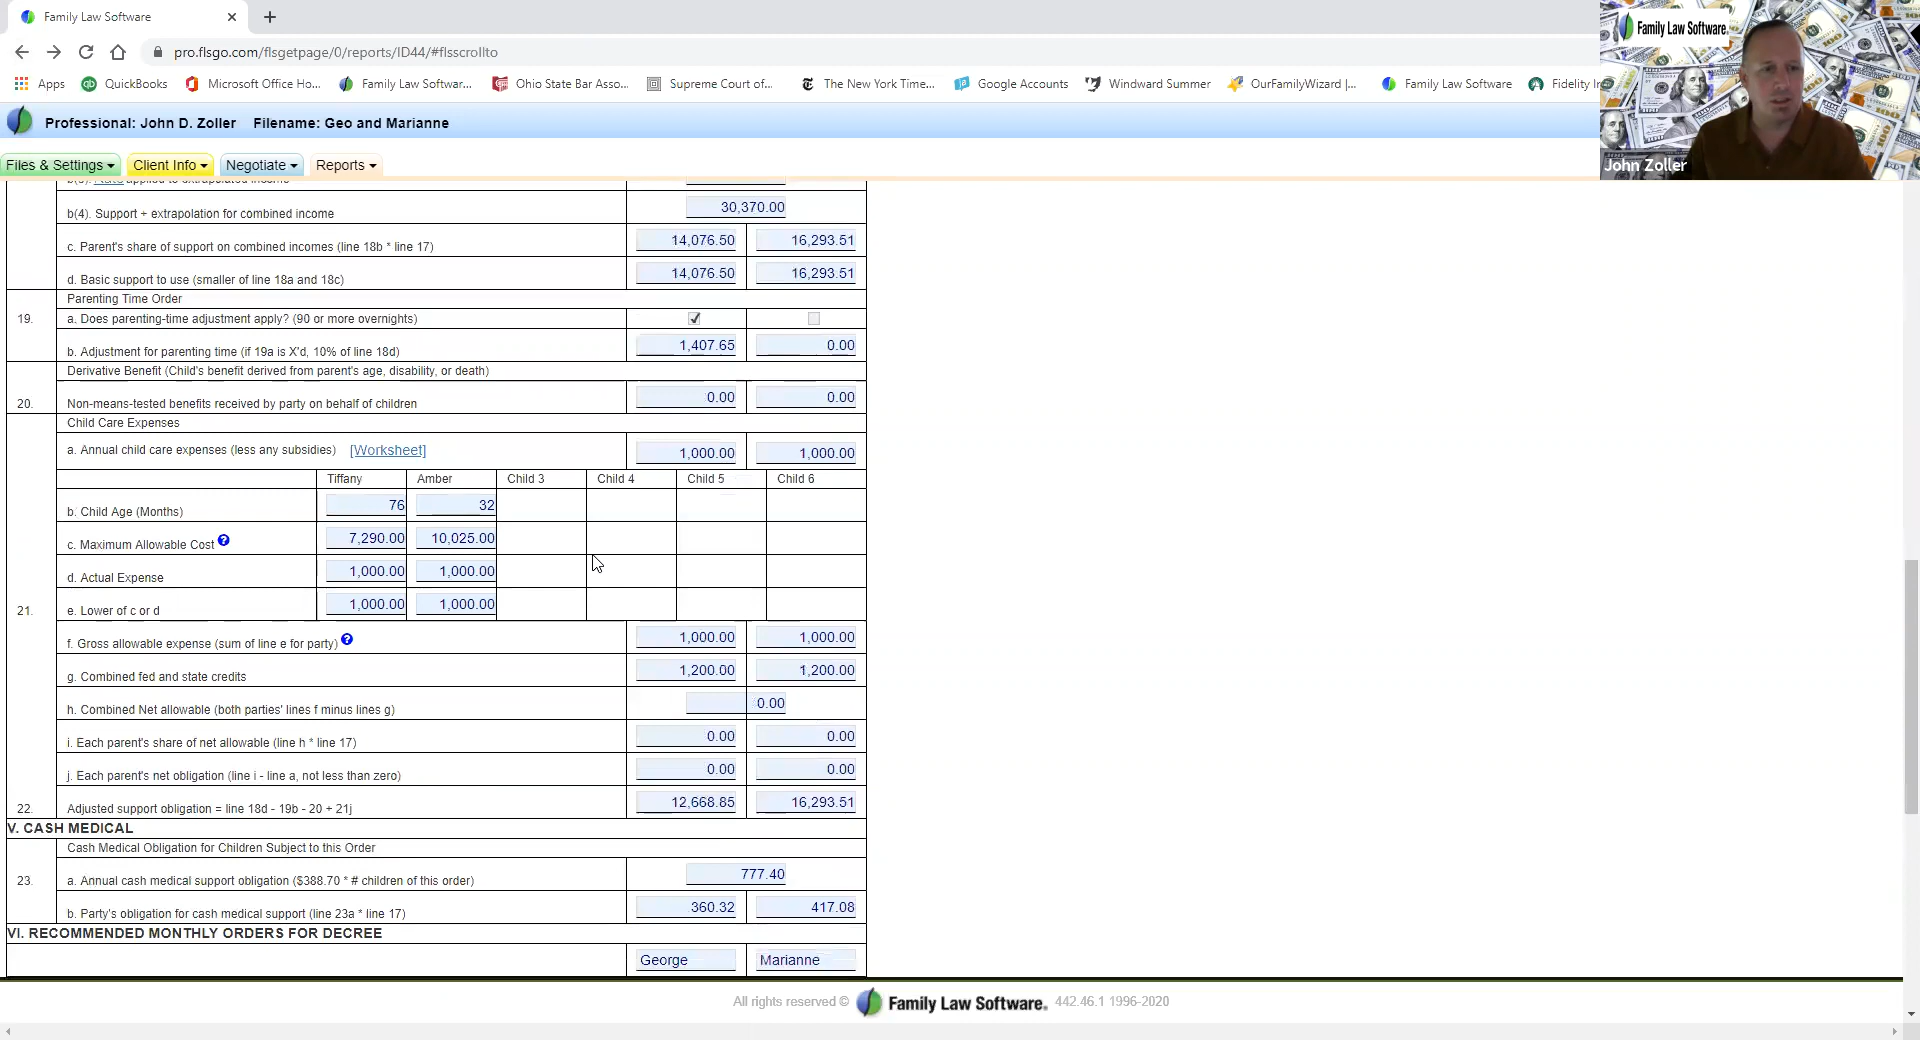 Family Law Software
pro.flsgo.com/flsgetpage/0/reports/ID44/#flsscrollto
Apps QuickBooks Microsoft Office Ho... Family Law Softwar... Ohio State Bar Asso... Supreme Court of... The New York Time... Google Accounts Windward Summer OurFamilyWizard |... Family Law Software Fidelity In
Family Law Software.
John Zoller
Professional: John D. Zoller Filename: Geo and Marianne
Files & Settings Client Info Negotiate Reports
applied to extrapolated income
b(4). Support + extrapolation for combined income 30,370.00
c. Parent's share of support on combined incomes (line 18b * line 17) 14,076.50 16,293.51
d. Basic support to use (smaller of line 18a and 18c) 14,076.50 16,293.51
Parenting Time Order
19. a. Does parenting-time adjustment apply? (90 or more overnights)
b. Adjustment for parenting time (if 19a is X'd, 10% of line 18d) 1,407.65 0.00
Derivative Benefit (Child's benefit derived from parent's age, disability, or death)
20. Non-means-tested benefits received by party on behalf of children 0.00 0.00
Child Care Expenses
a. Annual child care expenses (less any subsidies) [Worksheet] 1,000.00 1,000.00
Tiffany Amber Child 3 Child 4 Child 5 Child 6
b. Child Age (Months) 76 32
c. Maximum Allowable Cost ? 7,290.00 10,025.00
d. Actual Expense 1,000.00 1,000.00
21. e. Lower of c or d 1,000.00 1,000.00
f. Gross allowable expense (sum of line e for party) ? 1,000.00 1,000.00
g. Combined fed and state credits 1,200.00 1,200.00
h. Combined Net allowable (both parties' lines f minus lines g) 0.00
i. Each parent's share of net allowable (line h * line 17) 0.00 0.00
j. Each parent's net obligation (line i - line a, not less than zero) 0.00 0.00
22. Adjusted support obligation = line 18d - 19b - 20 + 21j 12,668.85 16,293.51
V. CASH MEDICAL
Cash Medical Obligation for Children Subject to this Order
23. a. Annual cash medical support obligation ($388.70 * # children of this order) 777.40
b. Party's obligation for cash medical support (line 23a * line 17) 360.32 417.08
VI. RECOMMENDED MONTHLY ORDERS FOR DECREE
George Marianne
All rights reserved © Family Law Software. 442.46.1 1996-2020